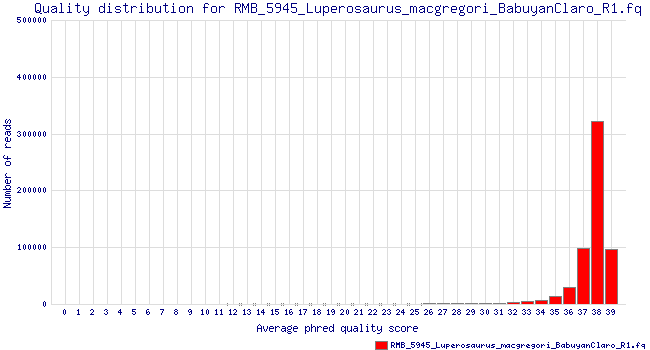 Quality distribution for RMB_5945_Luperosaurus_macgregori_BabuyanClaro_R1.fq
500000
400000
300000
200000
100000
0
Number of reads
0 1 2 3 4 5 6 7 8 9 10 11 12 13 14 15 16 17 18 19 20 21 22 23 24 25 26 27 28 29 30 31 32 33 34 35 36 37 38 39
Average phred quality score
RMB_5945_Luperosaurus_macgregori_BabuyanClaro_R1.fq